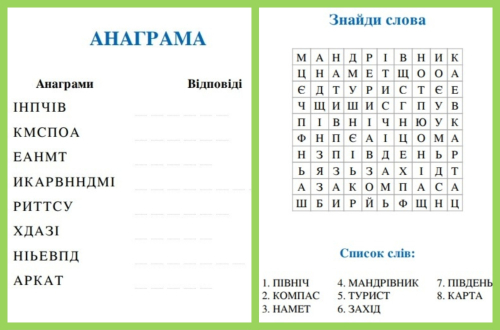 АНАГРАМА
Анаграми Відповіді
ІНПЧІВ
КМСПОА
ЕАНМТ
ИКАРВННДМІ
РИТТСУ
ХДАЗІ
НІЬЕВПД
АРКАТ
Знайди слова
М А Н Д Р І В Н И К
Ц Н А М Е Т Щ О О А
Є Д Т У Р И С Т Є Е
Ч Щ И Ш И С Г П У В
П І В Н І Ч Н Ю У К
Ф Н П Є А І Ц О М А
Н З П І В Д Е Н Ь Р
Ь Я З Ь З А Х І Д Т
А З А К О М П А С А
Ш Б И Р Й Ь Ф Щ Н Ц
Список слів:
1. ПІВНІЧ 4. МАНДРІВНИК 7. ПІВДЕНЬ
2. КОМПАС 5. ТУРИСТ 8. КАРТА
3. НАМЕТ 6. ЗАХІД